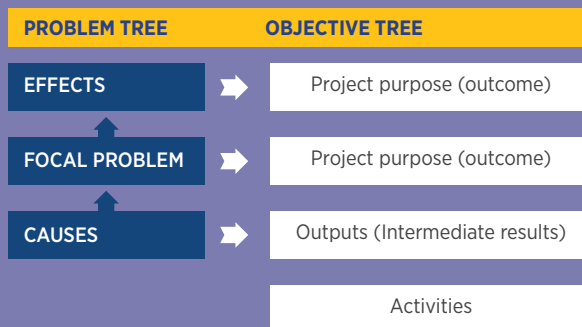 PROBLEM TREE OBJECTIVE TREE
EFFECTS Project purpose (outcome)
FOCAL PROBLEM Project purpose (outcome)
CAUSES Outputs (Intermediate results)
Activities